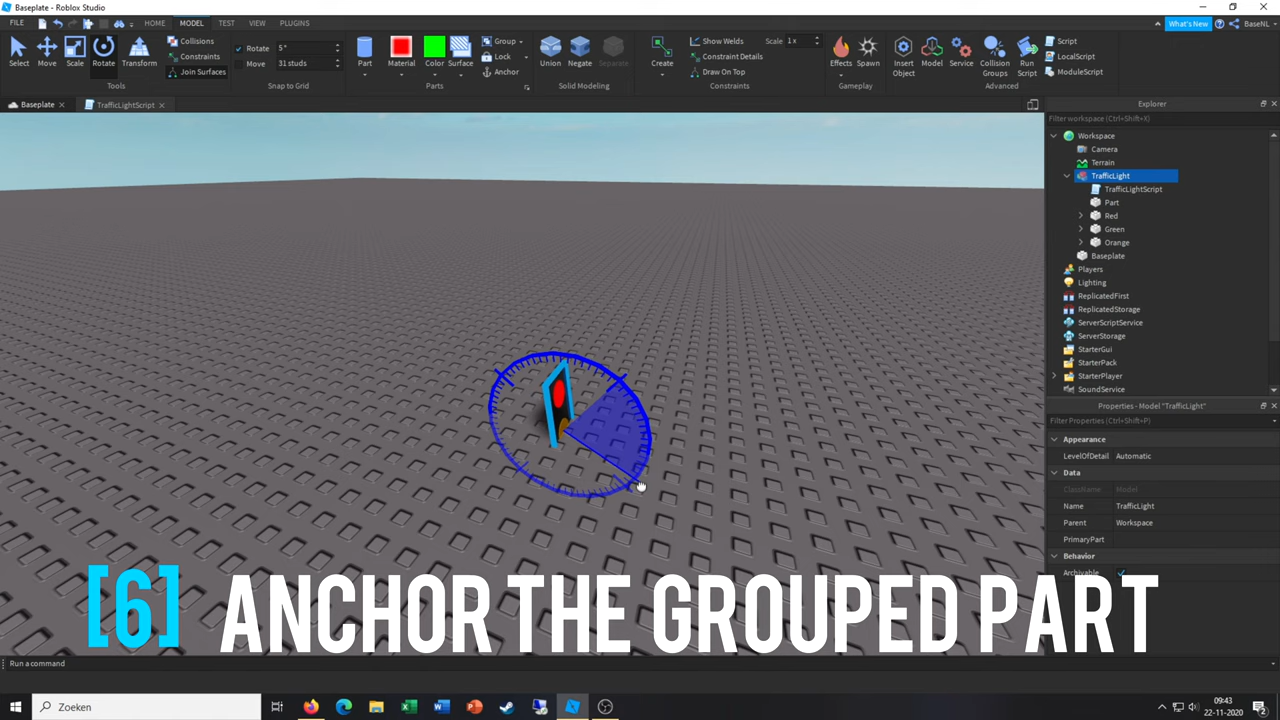 Baseplate - Roblox Studio
FILE HOME MODEL TEST VIEW PLUGINS What's New BaseNL
Select Move Scale Rotate Transform
Collisions
Constraints
Join Surfaces
Tools
Rotate 5°
Move 31 studs
Snap to Grid
Part Material Color Surface
Group
Lock
Anchor
Parts
Union Negate Separate
Solid Modeling
Create
Show Welds
Constraint Details
Draw On Top
Scale 1 x
Constraints
Effects Spawn
Gameplay
Insert Object Model Service Collision Groups Run Script
Script
LocalScript
ModuleScript
Advanced
Baseplate TrafficLightScript
Explorer
Filter workspace (Ctrl+Shift+X)
Workspace
Camera
Terrain
TrafficLight
TrafficLightScript
Part
Red
Green
Orange
Baseplate
Players
Lighting
ReplicatedFirst
ReplicatedStorage
ServerScriptService
ServerStorage
StarterGui
StarterPack
StarterPlayer
SoundService
Properties - Model "TrafficLight"
Filter Properties (Ctrl+Shift+P)
Appearance
LevelOfDetail Automatic
Data
ClassName Model
Name TrafficLight
Parent Workspace
PrimaryPart
Behavior
Archivable
[6] ANCHOR THE GROUPED PART
Run a command
Zoeken
09:43
22-11-2020
2